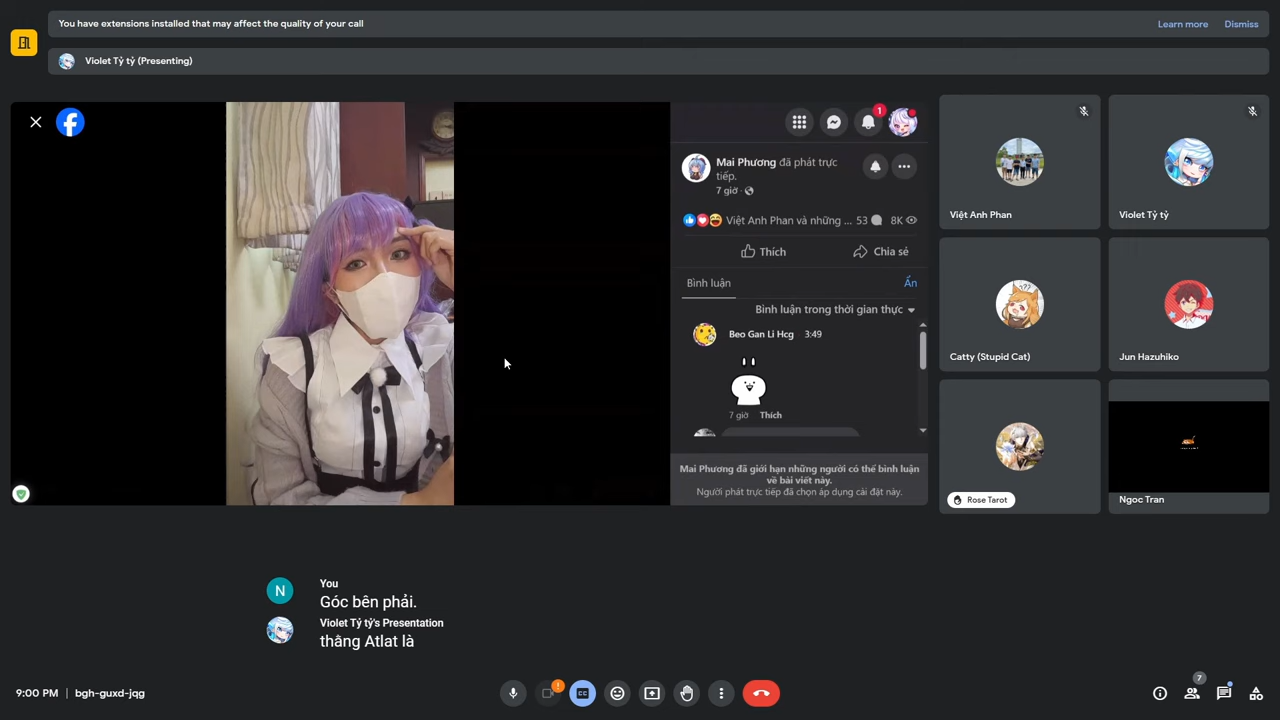 You have extensions installed that may affect the quality of your call
Learn more
Dismiss
Violet Tỷ tỷ (Presenting)
1
Mai Phương đã phát trực
tiếp.
7 giờ
Việt Anh Phan và những ... 53 8K
Thích
Chia sẻ
Bình luận
Ẩn
Bình luận trong thời gian thực
Beo Gan Li Hcg 3:49
7 giờ Thích
Mai Phương đã giới hạn những người có thể bình luận
về bài viết này.
Người phát trực tiếp đã chọn áp dụng cài đặt này.
Việt Anh Phan
Violet Tỷ tỷ
Catty (Stupid Cat)
Jun Hazuhiko
Rose Tarot
Ngoc Tran
N
You
Góc bên phải.
Violet Tỷ tỷ's Presentation
thằng Atlat là
9:00 PM | bgh-guxd-jqg
CC
7